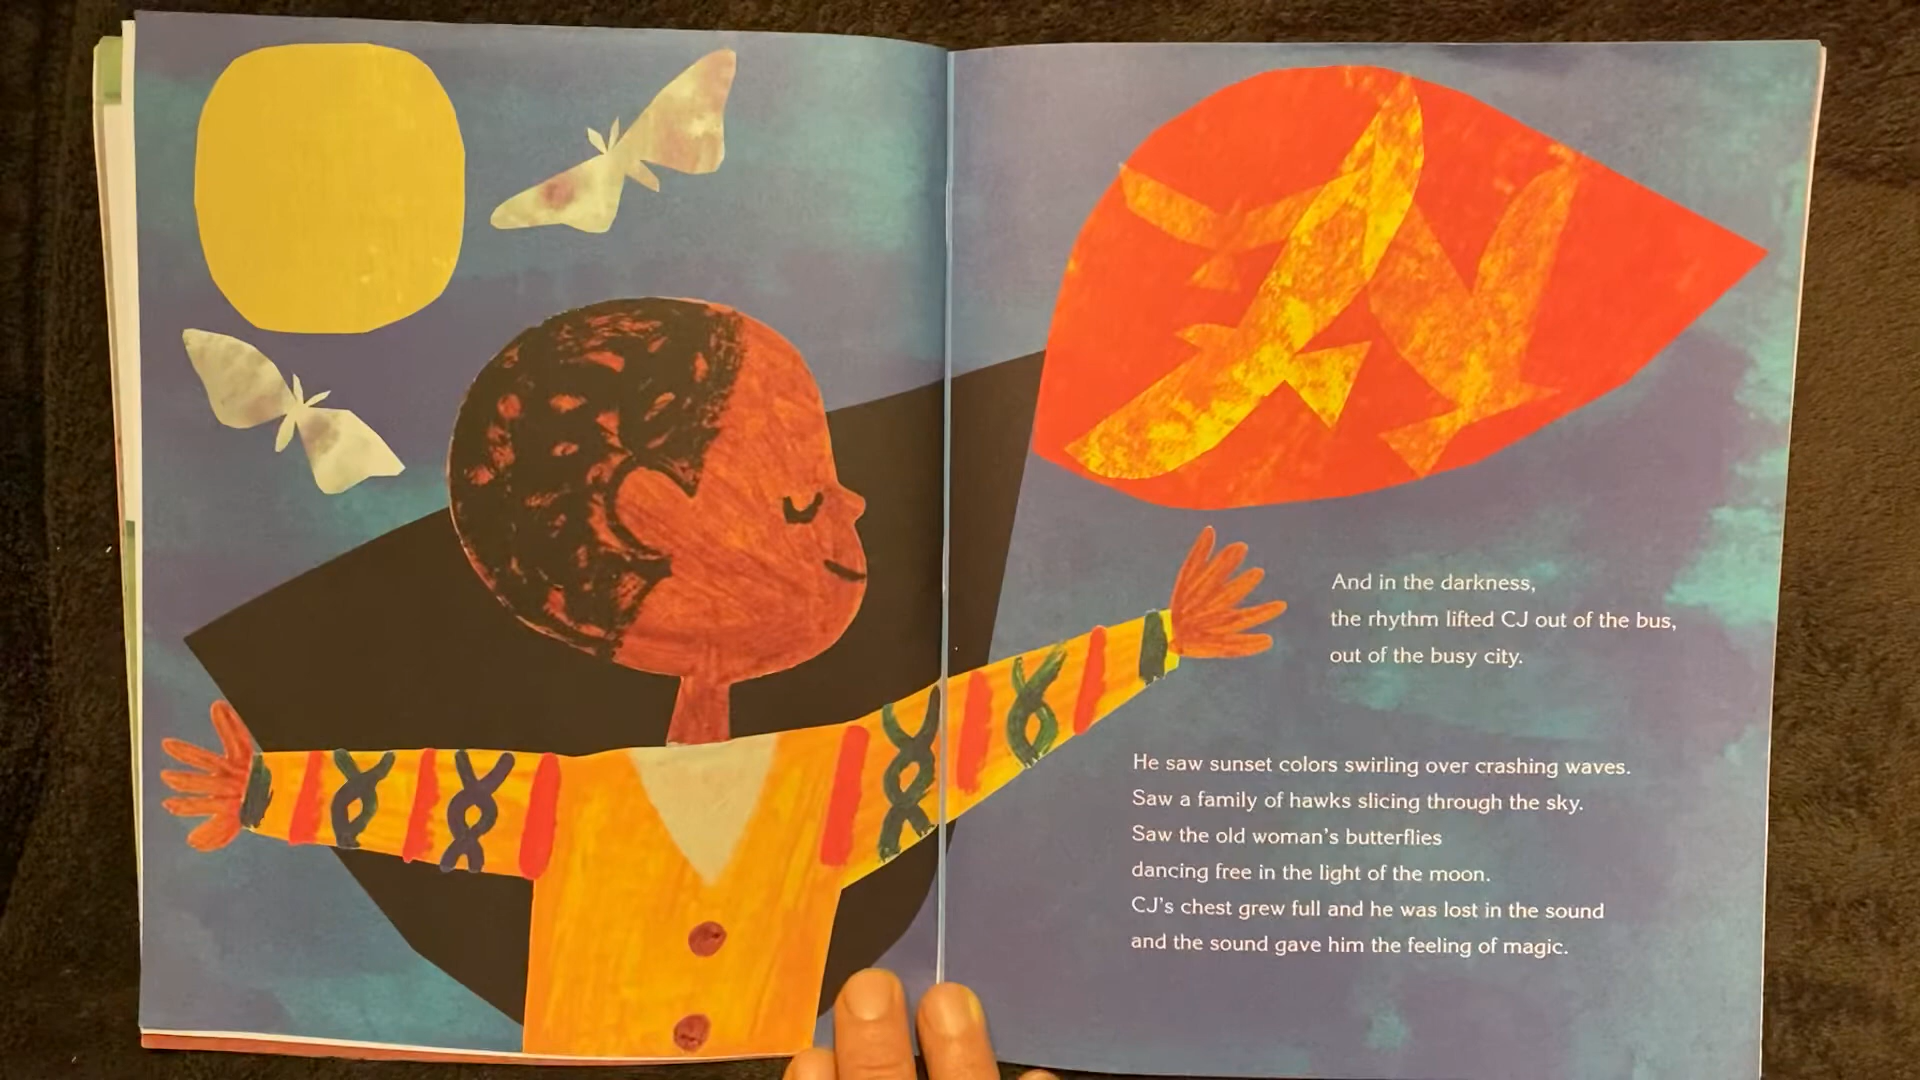 And in the darkness,
the rhythm lifted CJ out of the bus,
out of the busy city.
He saw sunset colors swirling over crashing waves.
Saw a family of hawks slicing through the sky.
Saw the old woman's butterflies
dancing free in the light of the moon.
CJ's chest grew full and he was lost in the sound
and the sound gave him the feeling of magic.